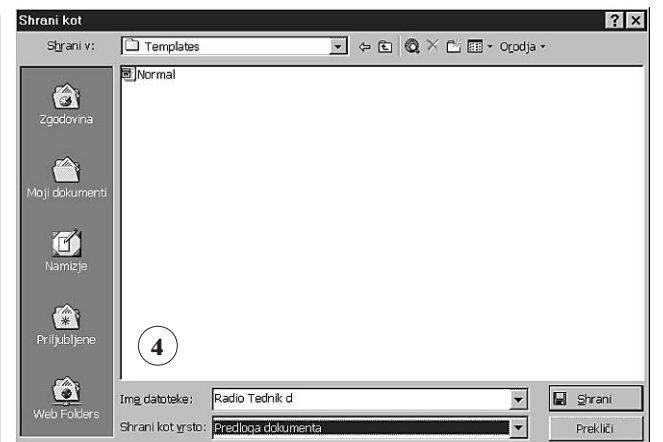 Shrani kot
Shrani v: Templates Orodja
Normal
Zgodovina
Moji dokumenti
Namizje
Priljubljene
Web Folders
4
Ime datoteke: Radio Tednik d Shrani
Shrani kot vrsto: Predloga dokumenta Prekliči